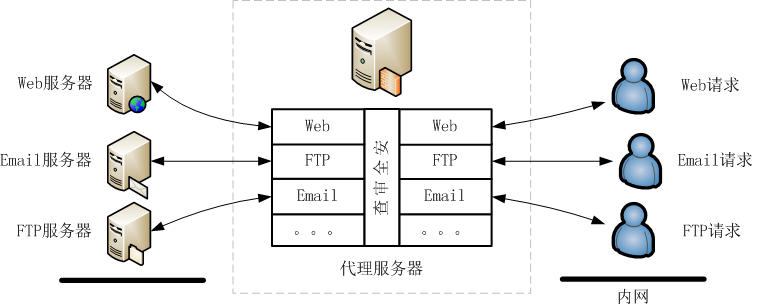 Web服务器
Email服务器
FTP服务器
Web
FTP
Email
。。。
安全审查
Web
FTP
Email
。。。
代理服务器
Web请求
Email请求
FTP请求
内网